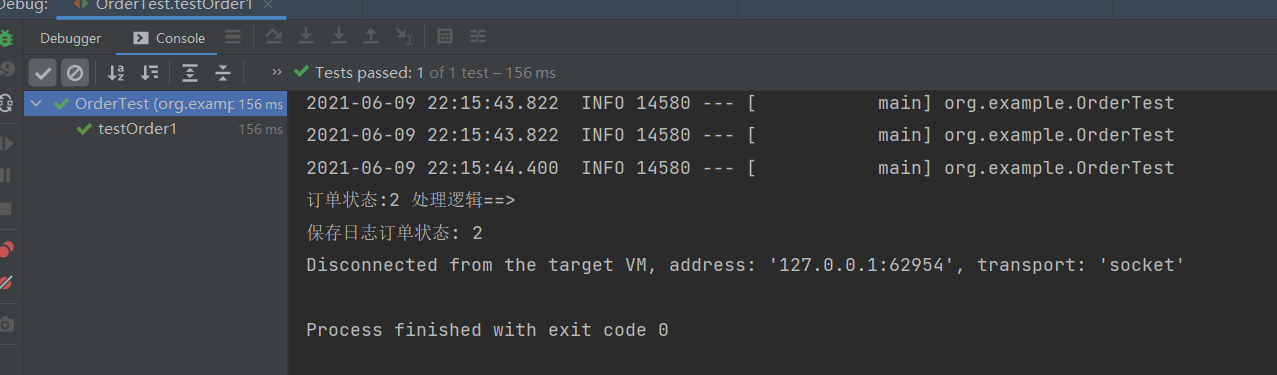 Debug: OrderTest.testOrder1
Debugger Console
Tests passed: 1 of 1 test – 156 ms
OrderTest (org.examp 156 ms
testOrder1 156 ms
2021-06-09 22:15:43.822 INFO 14580 --- [ main] org.example.OrderTest
2021-06-09 22:15:43.822 INFO 14580 --- [ main] org.example.OrderTest
2021-06-09 22:15:44.400 INFO 14580 --- [ main] org.example.OrderTest
订单状态:2 处理逻辑==>
保存日志订单状态: 2
Disconnected from the target VM, address: '127.0.0.1:62954', transport: 'socket'
Process finished with exit code 0